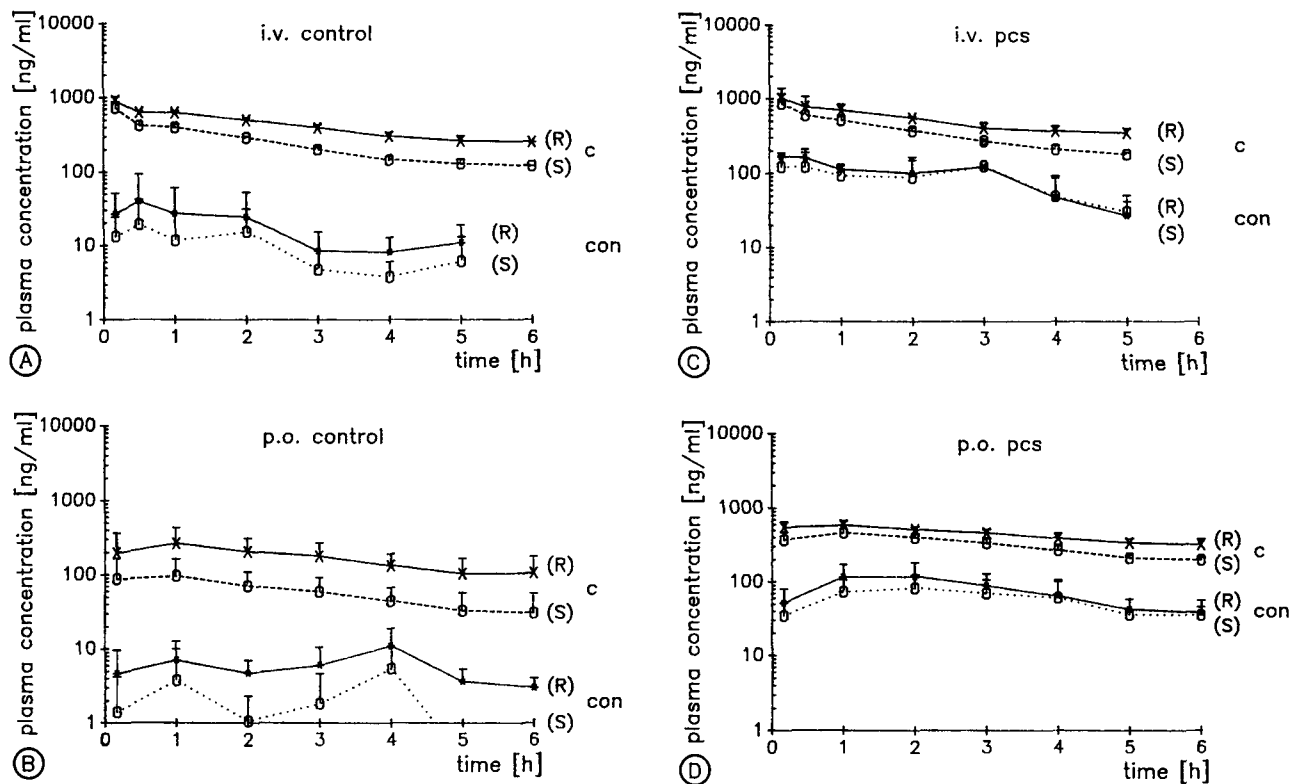 i.v. control
plasma concentration [ng/ml]
10000
1000
100
10
1
(R)
(S)
c
(R)
(S)
con
0 1 2 3 4 5 6
time [h]
A
i.v. pcs
plasma concentration [ng/ml]
10000
1000
100
10
1
(R)
(S)
c
(R)
(S)
con
0 1 2 3 4 5 6
time [h]
C
p.o. control
plasma concentration [ng/ml]
10000
1000
100
10
1
(R)
(S)
c
(R)
(S)
con
0 1 2 3 4 5 6
time [h]
B
p.o. pcs
plasma concentration [ng/ml]
10000
1000
100
10
1
(R)
(S)
c
(R)
(S)
con
0 1 2 3 4 5 6
time [h]
D